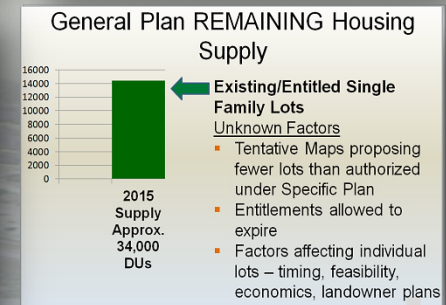 General Plan REMAINING Housing
Supply
16000
14000
12000
10000
8000
6000
4000
2000
0
2015
Supply
Approx.
34,000
DUs
Existing/Entitled Single
Family Lots
Unknown Factors
▪ Tentative Maps proposing
fewer lots than authorized
under Specific Plan
▪ Entitlements allowed to
expire
▪ Factors affecting individual
lots – timing, feasibility,
economics, landowner plans